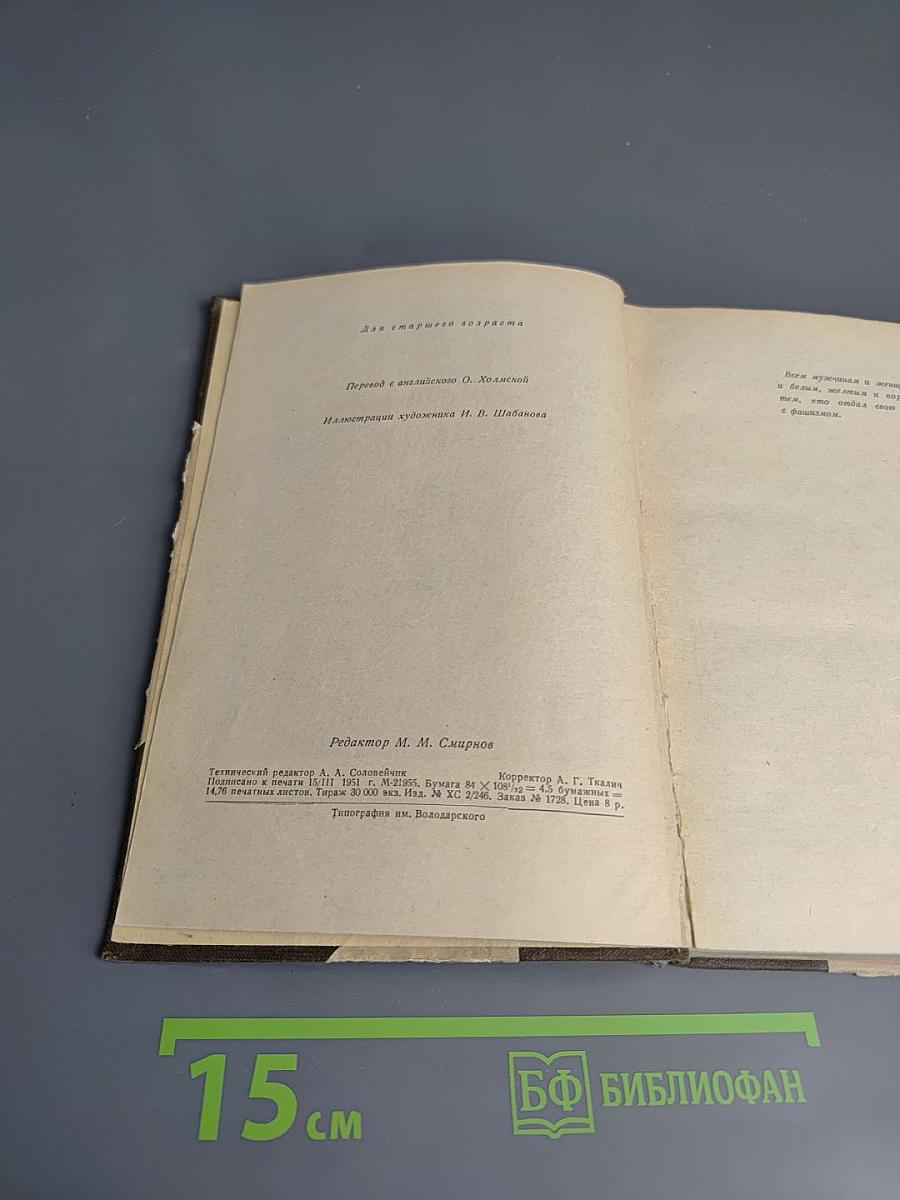 Для старшего возраста
Перевод с английского О. Холмской
Иллюстрации художника И. В. Шабанова
Редактор М. М. Смирнов
Технический редактор А. А. Соловейчик Корректор А. Г. Ткалич
Подписано к печати 15/III 1951 г. М-21955. Бумага 84 × 108¹/₃₂ = 4,5 бумажных =
14,76 печатных листов. Тираж 30 000 экз. Изд. № ХС 2/246. Заказ № 1728. Цена 8 р.
Типография им. Володарского
Всем мужчинам и
и белым, желтым и
тем, кто отдал свою
с фашизмом.
15 см
БФ БИБЛИОФАН